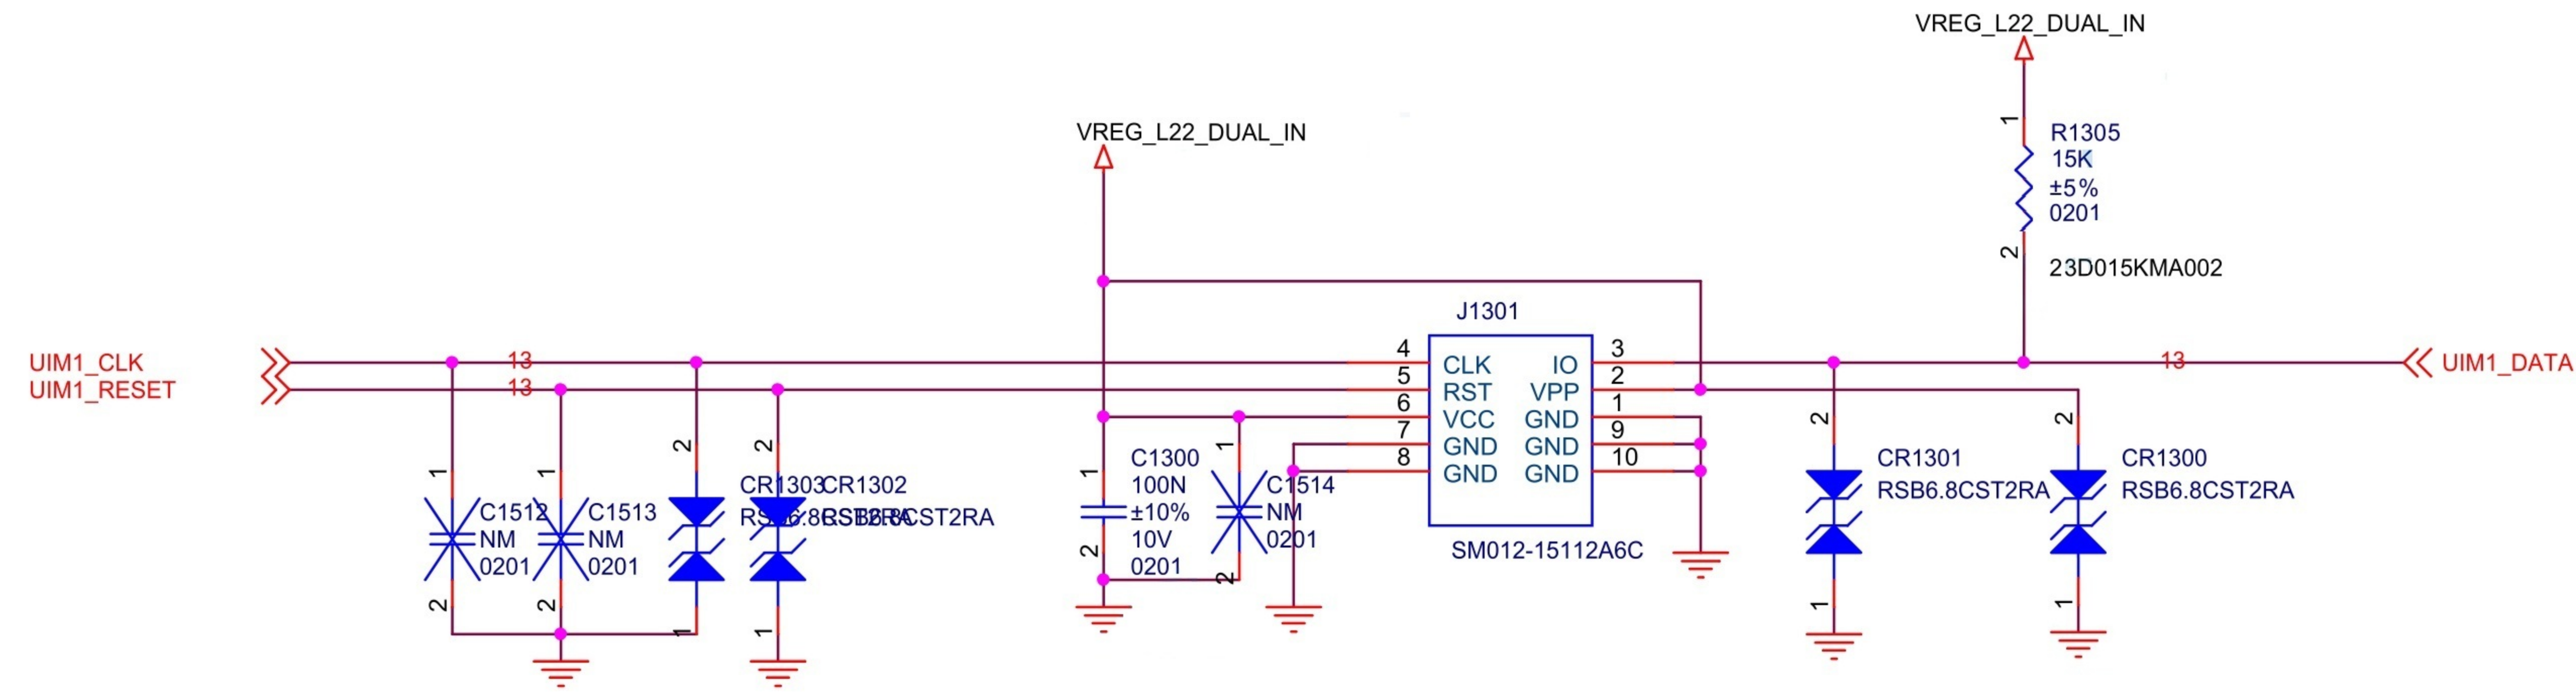 VREG_L22_DUAL_IN
1
R1305
15K
±5%
0201
2
23D015KMA002
VREG_L22_DUAL_IN
J1301
UIM1_CLK
13
4
CLK
IO
3
13
UIM1_DATA
UIM1_RESET
13
5
RST
VPP
2
6
VCC
GND
1
7
GND
GND
9
8
GND
GND
10
SM012-15112A6C
1
C1512
NM
0201
2
1
C1513
NM
0201
2
2
CR1303
RSB6.8CST2RA
1
2
CR1302
RSB6.8CST2RA
1
1
C1300
100N
±10%
10V
0201
2
1
C1514
NM
0201
2
2
CR1301
RSB6.8CST2RA
1
2
CR1300
RSB6.8CST2RA
1